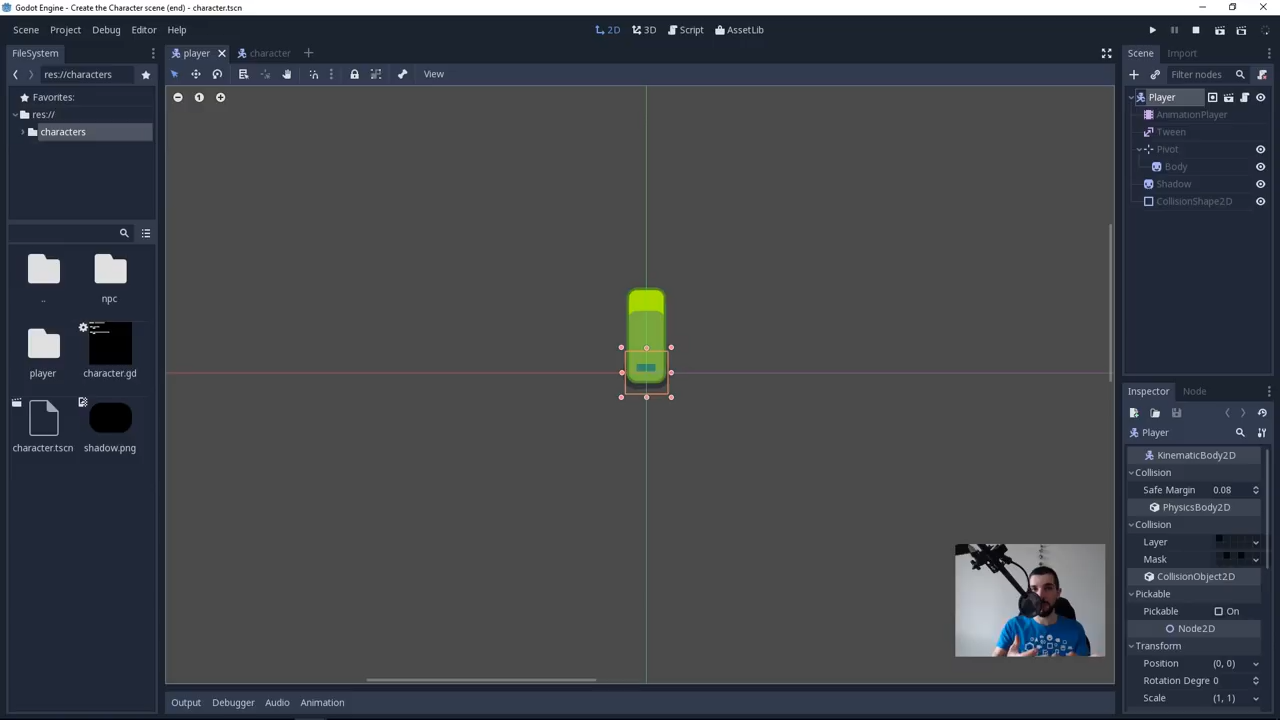 Godot Engine - Create the Character scene (end) - character.tscn
Scene Project Debug Editor Help
2D 3D Script AssetLib
FileSystem
player
character
Scene Import
res://characters
View
Filter nodes
1
Favorites:
res://
characters
Player
AnimationPlayer
Tween
Pivot
Body
Shadow
CollisionShape2D
..
npc
player
character.gd
character.tscn
shadow.png
Inspector Node
Player
KinematicBody2D
Collision
Safe Margin 0.08
PhysicsBody2D
Collision
Layer
Mask
CollisionObject2D
Pickable
Pickable On
Node2D
Transform
Position (0, 0)
Rotation Degre 0
Scale (1, 1)
Output Debugger Audio Animation